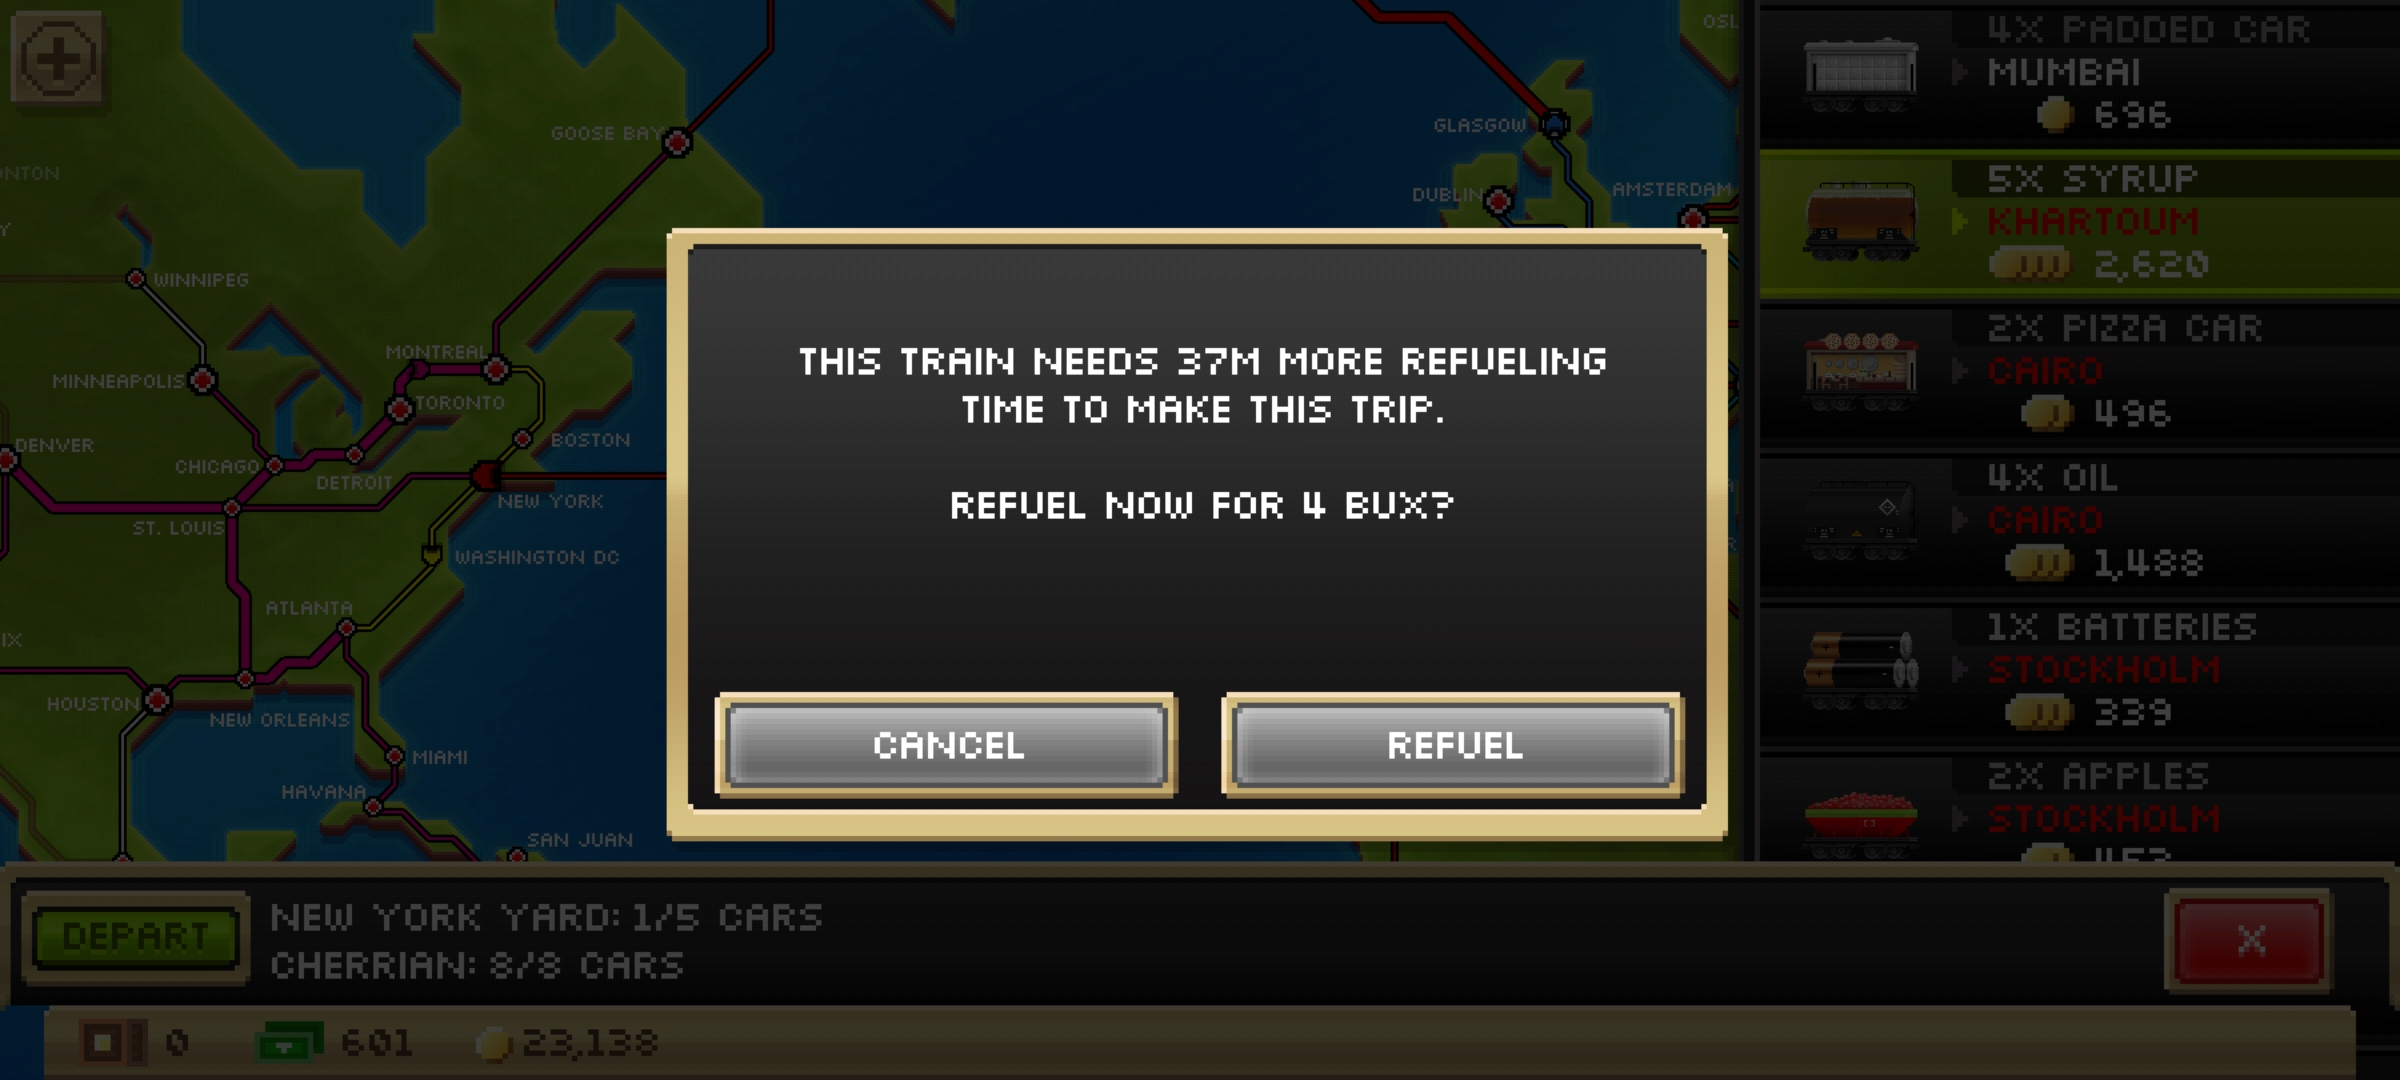 OSL
4X PADDED CAR
MUMBAI
696
GOOSE BAY
GLASGOW
NTON
DUBLIN
AMSTERDAM
5X SYRUP
KHARTOUM
2,620
Y
WINNIPEG
2X PIZZA CAR
CAIRO
496
MONTREAL
MINNEAPOLIS
TORONTO
THIS TRAIN NEEDS 37M MORE REFUELING
TIME TO MAKE THIS TRIP.
REFUEL NOW FOR 4 BUX?
DENVER
BOSTON
CHICAGO
DETROIT
NEW YORK
ST. LOUIS
WASHINGTON DC
4X OIL
CAIRO
1,488
ATLANTA
IX
1X BATTERIES
STOCKHOLM
339
HOUSTON
NEW ORLEANS
MIAMI
HAVANA
SAN JUAN
CANCEL
REFUEL
2X APPLES
STOCKHOLM
DEPART
NEW YORK YARD: 1/5 CARS
CHERRIAN: 8/8 CARS
X
0
601
23,138